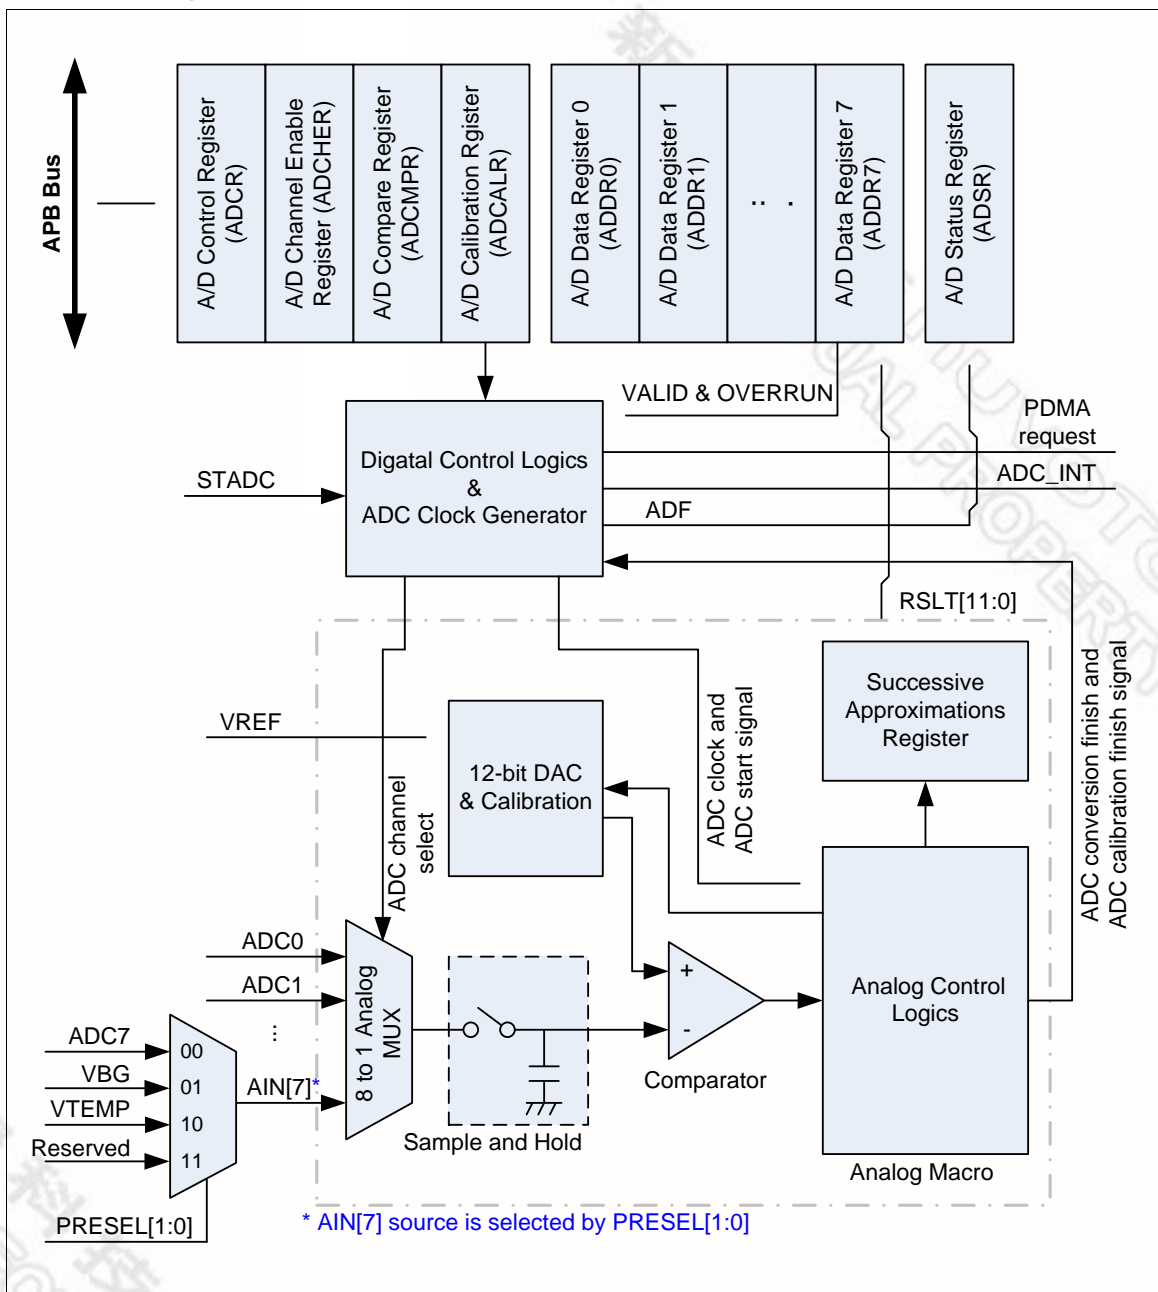 APB Bus
A/D Control Register
(ADCR)
A/D Channel Enable
Register (ADCHER)
A/D Compare Register
(ADCMPR)
A/D Calibration Rgister
(ADCALR)
A/D Data Register 0
(ADDR0)
A/D Data Register 1
(ADDR1)
.. .
A/D Data Register 7
(ADDR7)
A/D Status Register
(ADSR)
VALID & OVERRUN
PDMA
request
ADC_INT
STADC
Digatal Control Logics
&
ADC Clock Generator
ADF
RSLT[11:0]
VREF
ADC channel
select
12-bit DAC
& Calibration
ADC clock and
ADC start signal
Successive
Approximations
Register
ADC conversion finish and
ADC calibration finish signal
ADC0
ADC1
...
ADC7
VBG
VTEMP
Reserved
00
01
10
11
PRESEL[1:0]
AIN[7]*
8 to 1 Analog
MUX
Sample and Hold
+
-
Comparator
Analog Control
Logics
Analog Macro
* AIN[7] source is selected by PRESEL[1:0]